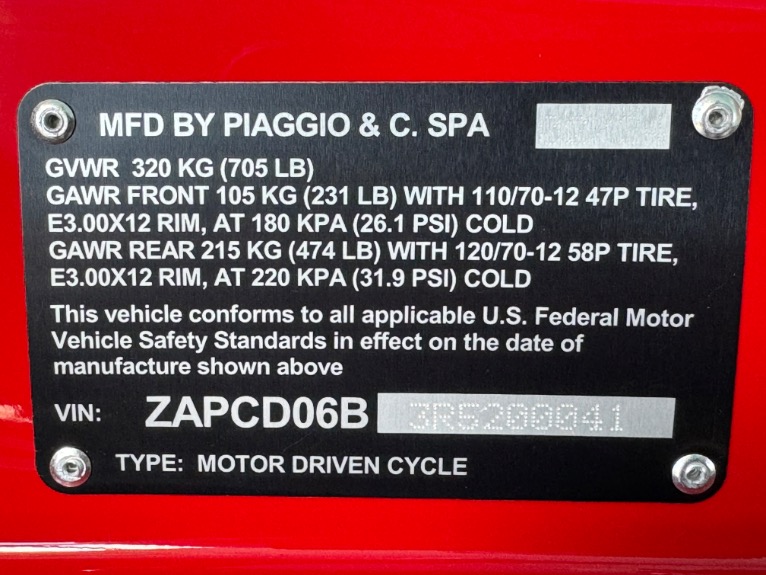 MFD BY PIAGGIO & C. SPA
GVWR 320 KG (705 LB)
GAWR FRONT 105 KG (231 LB) WITH 110/70-12 47P TIRE,
E3.00X12 RIM, AT 180 KPA (26.1 PSI) COLD
GAWR REAR 215 KG (474 LB) WITH 120/70-12 58P TIRE,
E3.00X12 RIM, AT 220 KPA (31.9 PSI) COLD
This vehicle conforms to all applicable U.S. Federal Motor
Vehicle Safety Standards in effect on the date of
manufacture shown above
VIN: ZAPCD06B 3R5200041
TYPE: MOTOR DRIVEN CYCLE